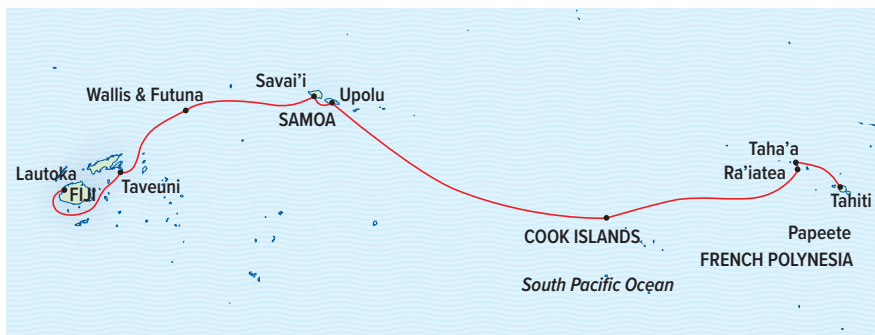 Savai'i
Upolu
Wallis & Futuna
SAMOA
Taha'a
Lautoka
Ra'iatea
FIJI
Taveuni
Tahiti
COOK ISLANDS
Papeete
FRENCH POLYNESIA
South Pacific Ocean